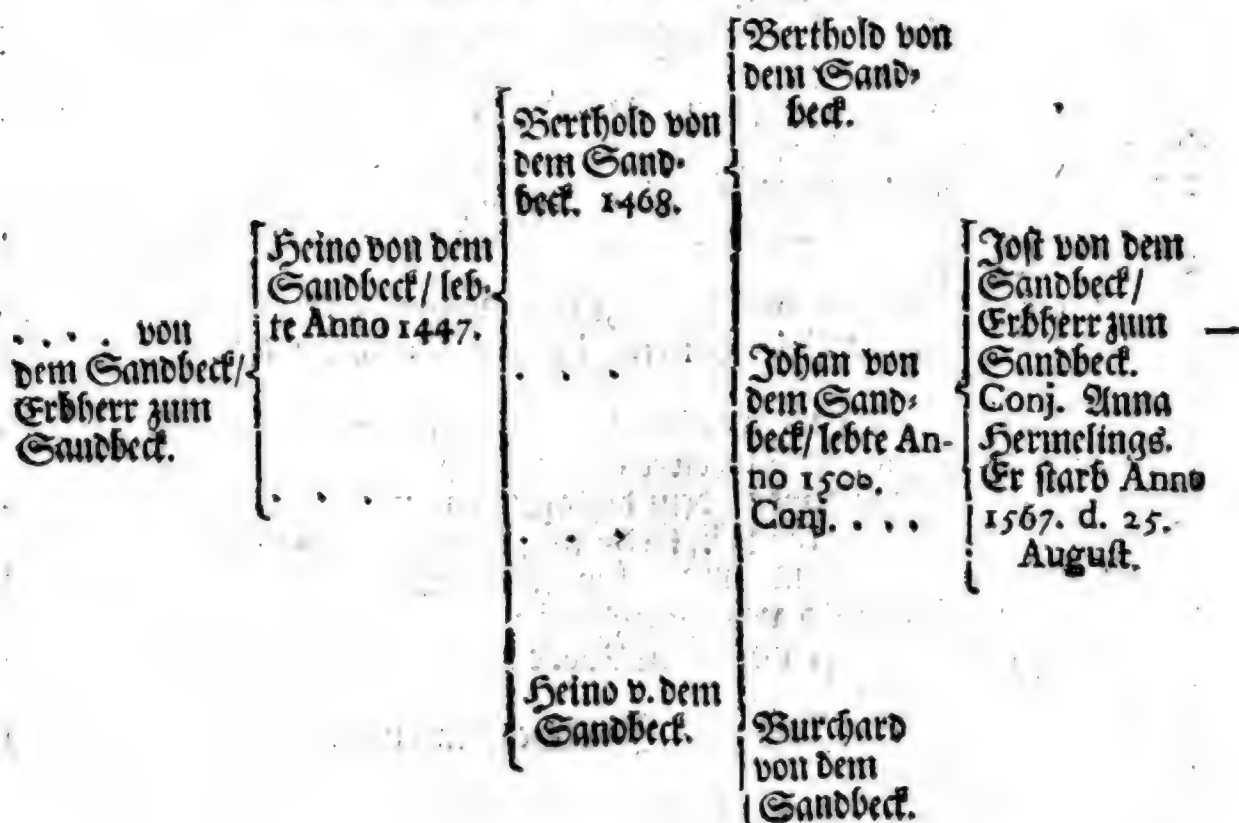 . . . . von
dem Sandbeck/
Erbherr zum
Sandbeck.
Heino von dem
Sandbeck/ leb-
te Anno 1447.
. . . .
Berthold von
dem Sand-
beck. 1468.
. . .
. . .
Heino v. dem
Sandbeck.
Berthold von
dem Sand-
beck.
Johan von
dem Sand-
beck/ lebte An-
no 1500.
Conj. . . .
Burchard
von dem
Sandbeck.
Jost von dem
Sandbeck/
Erbherr zum
Sandbeck.
Conj. Anna
Hermelings.
Er starb Anno
1567. d. 25.
August.